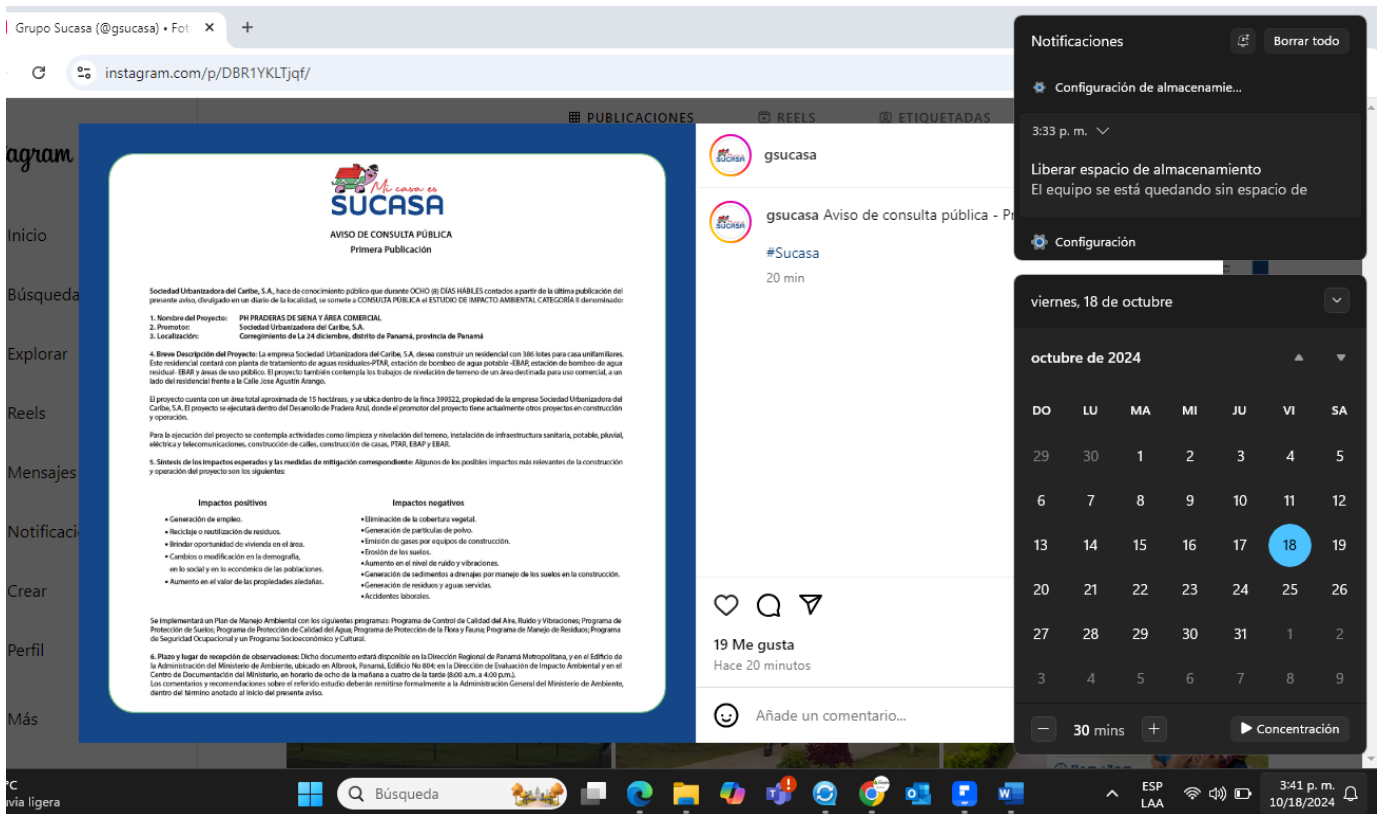 Grupo Sucasa (@gsucasa) • Fot
instagram.com/p/DBR1YKLTjqf/
agram
Inicio
Búsqueda
Explorar
Reels
Mensajes
Notificaci
Crear
Perfil
Más
PUBLICACIONES
REELS
ETIQUETADAS
Mi casa es
SUCASA
AVISO DE CONSULTA PÚBLICA
Primera Publicación
Sociedad Urbanizadora del Caribe, S.A., hace de conocimiento público que durante OCHO (8) DÍAS HÁBILES contados a partir de la última publicación del
presente aviso, divulgado en un diario de la localidad, se somete a CONSULTA PÚBLICA el ESTUDIO DE IMPACTO AMBIENTAL CATEGORÍA II denominado:
1. Nombre del Proyecto: PH PRADERAS DE SIENA Y ÁREA COMERCIAL
2. Promotor: Sociedad Urbanizadora del Caribe, S.A.
3. Localización: Corregimiento de La 24 diciembre, distrito de Panamá, provincia de Panamá
4. Breve Descripción del Proyecto: La empresa Sociedad Urbanizadora del Caribe, S.A, desea construir un residencial con 386 lotes para casa unifamiliares.
Este residencial contará con planta de tratamiento de aguas residuales-PTAR, estación de bombeo de agua potable -EBAP, estación de bombeo de agua
residual- EBAR y áreas de uso público. El proyecto también contempla los trabajos de nivelación de terreno de un área destinada para uso comercial, a un
lado del residencial frente a la Calle Jose Agustín Arango.
El proyecto cuenta con un área total aproximada de 15 hectáreas, y se ubica dentro de la finca 399522, propiedad de la empresa Sociedad Urbanizadora del
Caribe, S.A. El proyecto se ejecutará dentro del Desarollo de Pradera Azul, donde el promotor del proyecto tiene actualmente otros proyectos en construcción
y operación.
Para la ejecución del proyecto se contempla actividades como limpieza y nivelación del terreno, instalación de infraestructura sanitaria, potable, pluvial,
eléctrica y telecomunicaciones, construcción de calles, construcción de casas, PTAR, EBAP y EBAR.
5. Síntesis de los impactos esperados y las medidas de mitigación correspondiente: Algunos de los posibles impactos más relevantes de la construcción
y operación del proyecto son los siguientes:
Impactos positivos
• Generación de empleo.
• Reciclaje o reutilización de residuos.
• Brindar oportunidad de vivienda en el área.
• Cambios o modificación en la demografía,
en lo social y en lo económico de las poblaciones.
• Aumento en el valor de las propiedades aledañas.
Impactos negativos
•Eliminación de la cobertura vegetal.
•Generación de partículas de polvo.
•Emisión de gases por equipos de construcción.
•Erosión de los suelos.
•Aumento en el nivel de ruido y vibraciones.
•Generación de sedimentos a drenajes por manejo de los suelos en la construcción.
•Generación de residuos y aguas servidas.
•Accidentes laborales.
Se implementará un Plan de Manejo Ambiental con los siguientes programas: Programa de Control de Calidad del Aire, Ruido y Vibraciones; Programa de
Protección de Suelos; Programa de Protección de Calidad del Agua; Programa de Protección de la Flora y Fauna; Programa de Manejo de Residuos; Programa
de Seguridad Ocupacional y un Programa Socioeconómico y Cultural.
6. Plazo y lugar de recepción de observaciones: Dicho documento estará disponible en la Dirección Regional de Panamá Metropolitana, y en el Edificio de
la Administración del Ministerio de Ambiente, ubicado en Albrook, Panamá, Edificio No 804; en la Dirección de Evaluación de Impacto Ambiental y en el
Centro de Documentación del Ministerio, en horario de ocho de la mañana a cuatro de la tarde (8:00 a.m. a 4:00 p.m.).
Los comentarios y recomendaciones sobre el referido estudio deberán remitirse formalmente a la Administración General del Ministerio de Ambiente,
dentro del término anotado al inicio del presente aviso.
gsucasa
gsucasa Aviso de consulta pública - Pr
#Sucasa
20 min
19 Me gusta
Hace 20 minutos
Añade un comentario...
Notificaciones
Borrar todo
Configuración de almacenamie...
3:33 p. m.
Liberar espacio de almacenamiento
El equipo se está quedando sin espacio de
Configuración
viernes, 18 de octubre
octubre de 2024
DO LU MA MI JU VI SA
29 30 1 2 3 4 5
6 7 8 9 10 11 12
13 14 15 16 17 18 19
20 21 22 23 24 25 26
27 28 29 30 31 1 2
3 4 5 6 7 8 9
30 mins
Concentración
°C
uvia ligera
Búsqueda
ESP
LAA
3:41 p. m.
10/18/2024